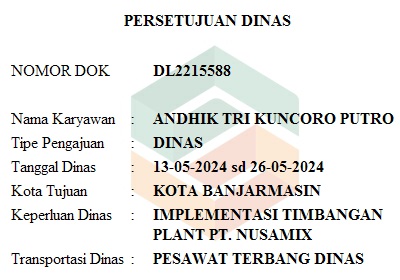 PERSETUJUAN DINAS
NOMOR DOK DL2215588
Nama Karyawan : ANDHIK TRI KUNCORO PUTRO
Tipe Pengajuan : DINAS
Tanggal Dinas : 13-05-2024 sd 26-05-2024
Kota Tujuan : KOTA BANJARMASIN
Keperluan Dinas : IMPLEMENTASI TIMBANGAN
PLANT PT. NUSAMIX
Transportasi Dinas : PESAWAT TERBANG DINAS